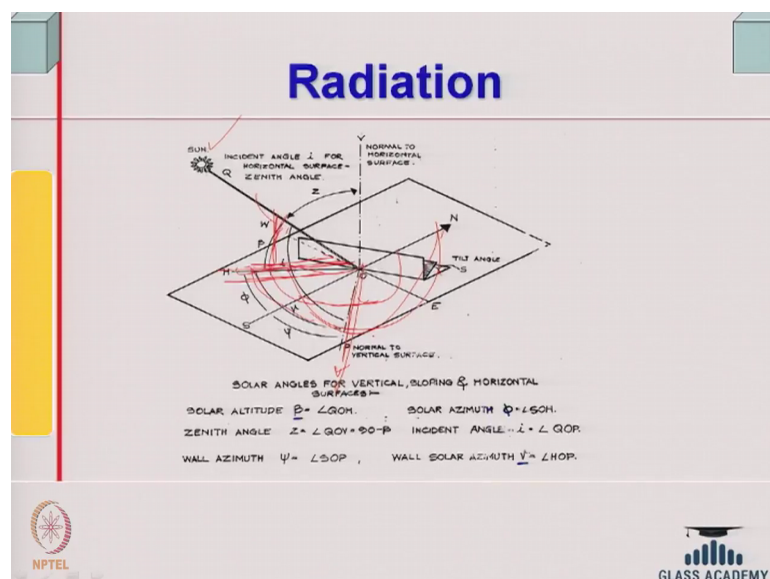 Radiation
SUN.
Q
INCIDENT ANGLE i FOR
HORIZONTAL SURFACE-
ZENITH ANGLE.
V
NORMAL TO
HORIZONTAL
SURFACE.
Z
W
N
β
TILT ANGLE
S
H
O
E
φ
S
ψ
P
NORMAL TO
VERTICAL SURFACE.
SOLAR ANGLES FOR VERTICAL, SLOPING & HORIZONTAL
SURFACES:-
SOLAR ALTITUDE β= ∠QOH. SOLAR AZIMUTH φ=∠SOH.
ZENITH ANGLE Z= ∠QOV=90-β INCIDENT ANGLE.. i= ∠ QOP.
WALL AZIMUTH ψ= ∠SOP, WALL SOLAR AZIMUTH γ= ∠HOP.
NPTEL
GLASS ACADEMY